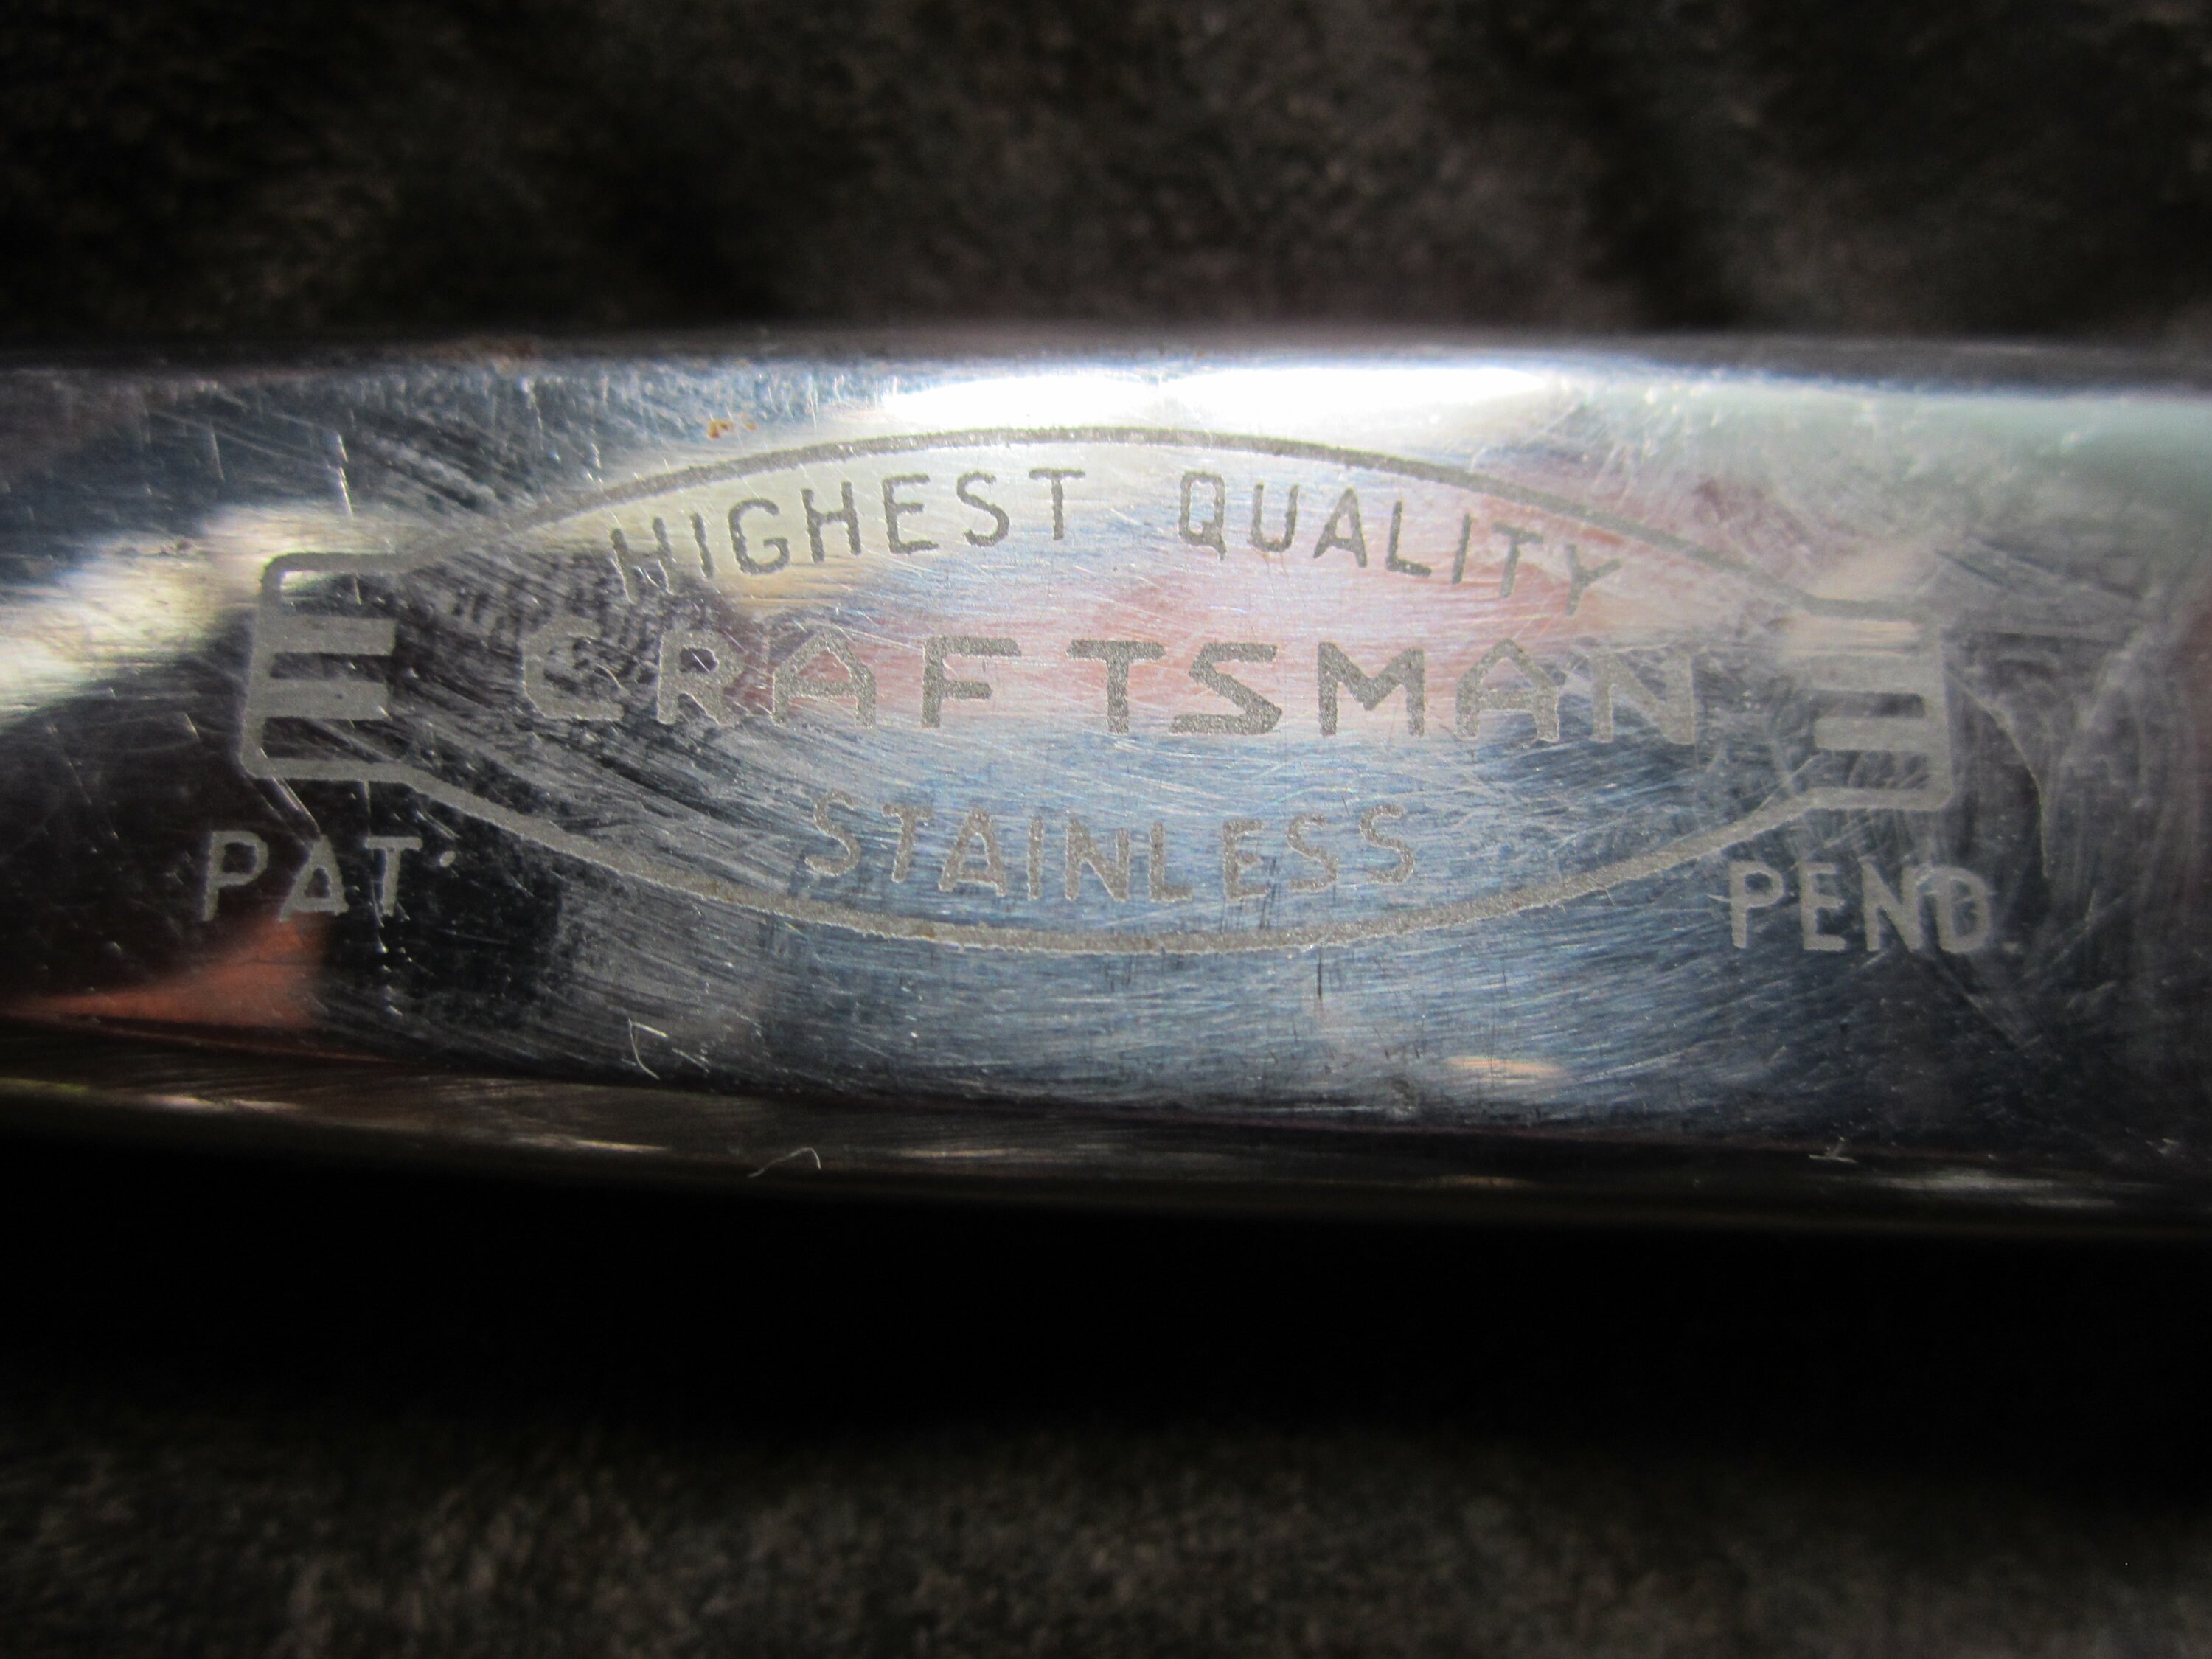 HIGHEST QUALITY
CRAFTSMAN
STAINLESS
PAT. PEND.